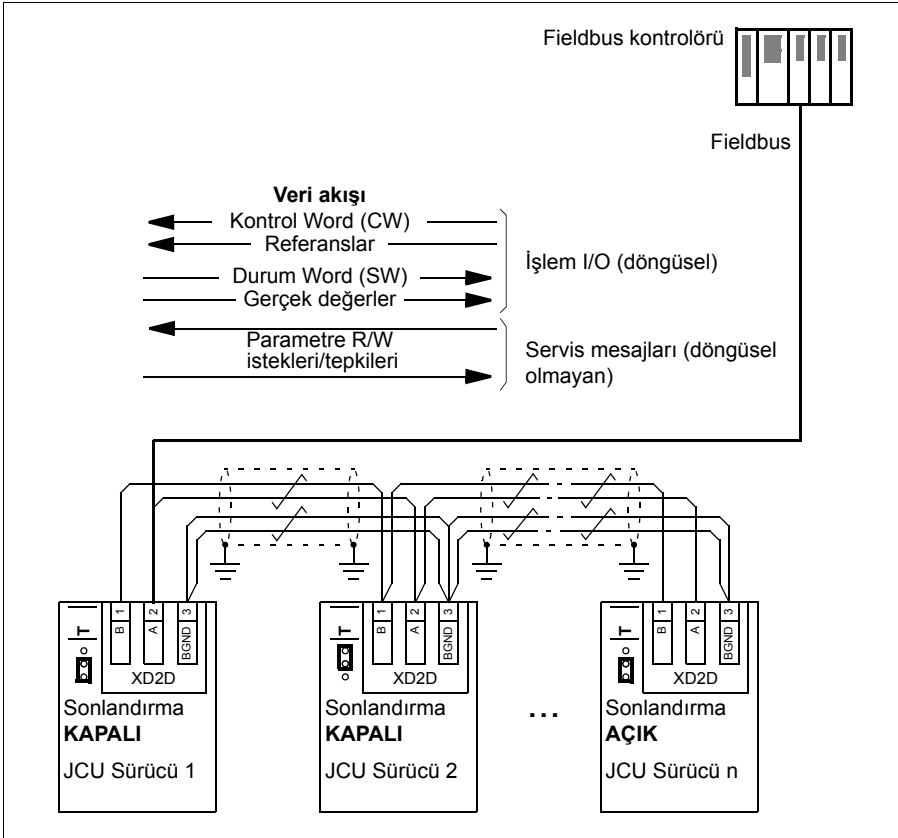 Fieldbus kontrolörü
Fieldbus
Veri akışı
Kontrol Word (CW)
Referanslar
Durum Word (SW)
Gerçek değerler
İşlem I/O (döngüsel)
Parametre R/W
istekleri/tepkileri
Servis mesajları (döngüsel
olmayan)
T
B 1
A 2
BGND 3
XD2D
Sonlandırma
KAPALI
JCU Sürücü 1
T
B 1
A 2
BGND 3
XD2D
Sonlandırma
KAPALI
JCU Sürücü 2
...
T
B 1
A 2
BGND 3
XD2D
Sonlandırma
AÇIK
JCU Sürücü n